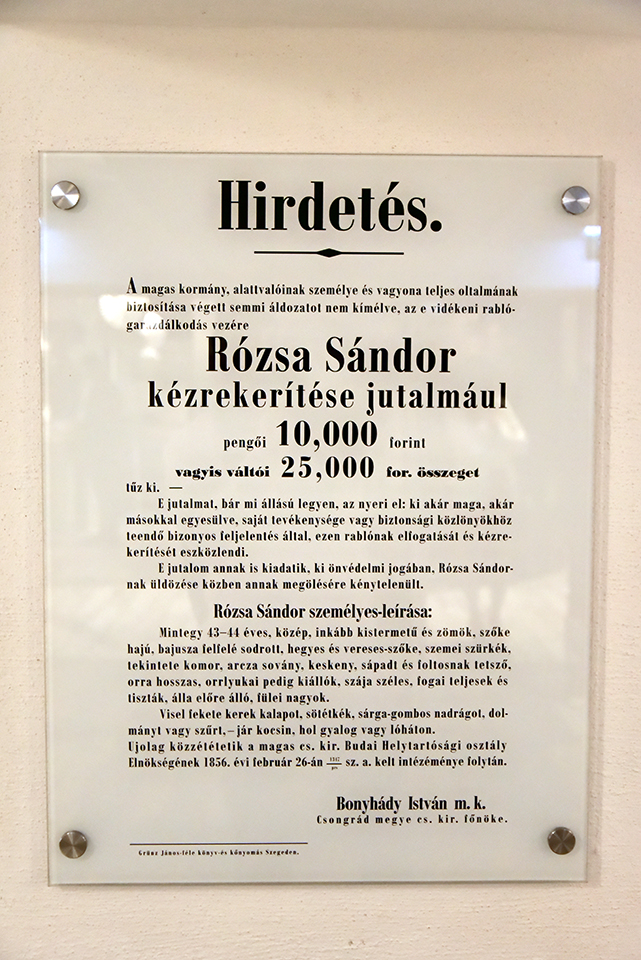 Hirdetés.
A magas kormány, alattvalóinak személye és vagyona teljes oltalmának
biztosítása végett semmi áldozatot nem kímélve, az e vidékeni rabló-
garázdálkodás vezére
Rózsa Sándor
kézrekerítése jutalmául
pengői 10,000 forint
vagyis váltói 25,000 for. összeget
tűz ki. —
E jutalmat, bár mi állású legyen, az nyeri el: ki akár maga, akár
másokkal egyesülve, saját tevékenysége vagy biztonsági közlönyökhöz
teendő bizonyos feljelentés által, ezen rablónak elfogatását és kézre-
kerítését eszközlendi.
E jutalom annak is kiadatik, ki önvédelmi jogában, Rózsa Sándor-
nak üldözése közben annak megölésére kénytelenült.
Rózsa Sándor személyes-leírása:
Mintegy 43–44 éves, közép, inkább kistermetű és zömök, szőke
hajú, bajusza felfelé sodrott, hegyes és vereses-szőke, szemei szürkék,
tekintete komor, arcza sovány, keskeny, sápadt és foltosnak tetsző,
orra hosszas, orrlyukai pedig kiállók, szája széles, fogai teljesek és
tiszták, álla előre álló, fülei nagyok.
Visel fekete kerek kalapot, sötétkék, sárga-gombos nadrágot, dol-
mányt vagy szűrt,–jár kocsin, hol gyalog vagy lóháton.
Ujolag közzététetik a magas cs. kir. Budai Helytartósági osztály
Elnökségének 1856. évi február 26-án sz. a. kelt intézéménye folytán.
Bonyhády István m. k.
Csongrád megye cs. kir. főnöke.
Grünz János-féle könyv-és kőnyomás Szegeden.